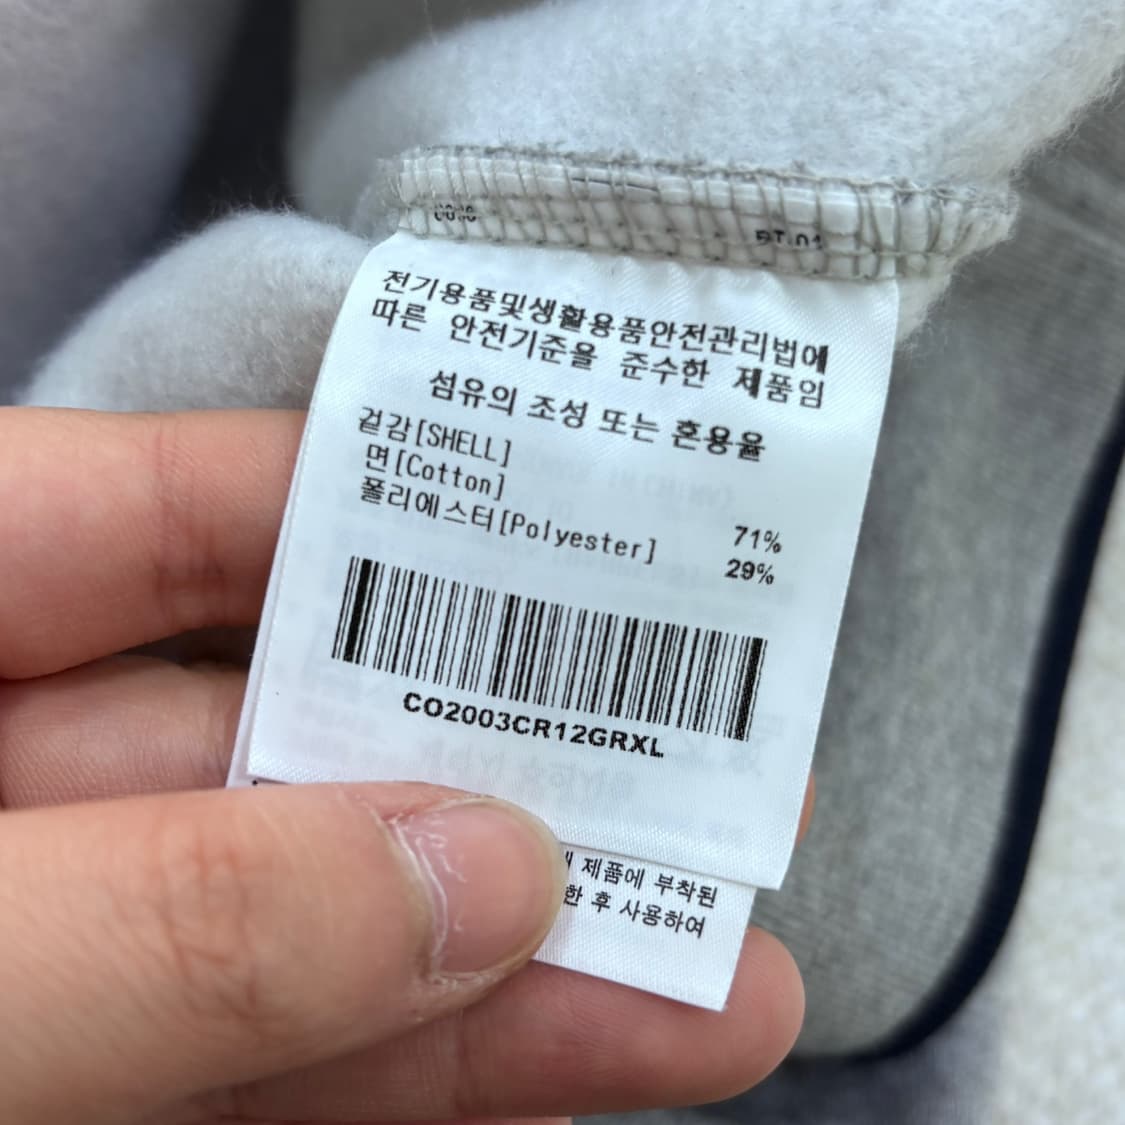 전기용품및생활용품안전관리법에
따른 안전기준을 준수한 제품임
섬유의 조성 또는 혼용율
겉감[SHELL]
면[Cotton] 71%
폴리에스터[Polyester] 29%
CO2003CR12GRXL
제품에 부착된
한 후 사용하여